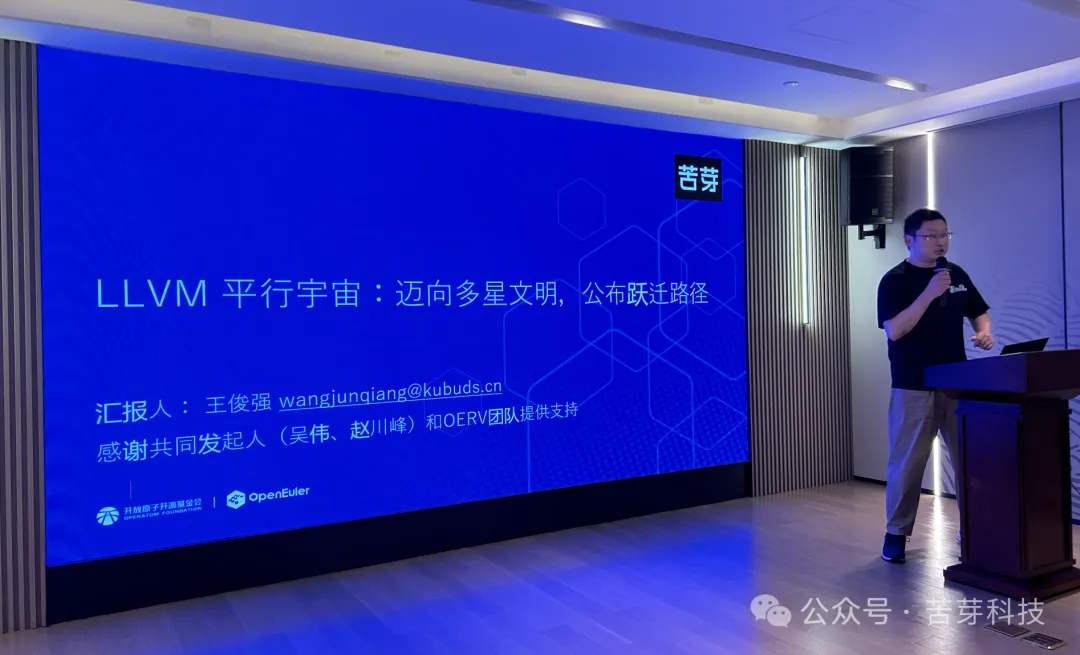 苦芽
LLVM 平行宇宙：迈向多星文明，公布跃迁路径
汇报人： 王俊强 wangjunqiang@kubuds.cn
感谢共同发起人（吴伟、赵川峰）和OERV团队提供支持
开放原子开源基金会
OPENATOM FOUNDATION
OpenEuler
公众号 · 苦芽科技